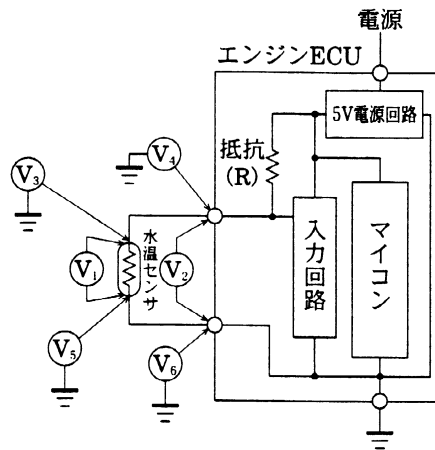 電源
エンジンECU
5V電源回路
抵抗
(R)
V4
V3
水温センサ
V1
V2
入力回路
マイコン
V5
V6